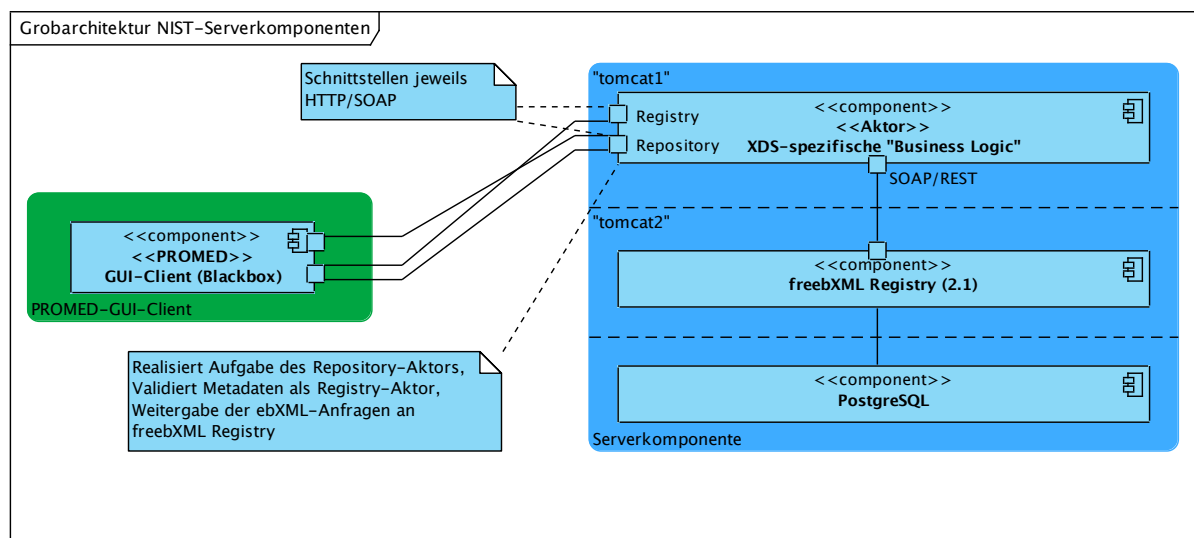 Grobarchitektur NIST-Serverkomponenten
Schnittstellen jeweils
HTTP/SOAP
"tomcat1"
<<component>>
<<Aktor>>
XDS-spezifische "Business Logic"
Registry
Repository
SOAP/REST
"tomcat2"
<<component>>
freebXML Registry (2.1)
<<component>>
PostgreSQL
Serverkomponente
<<component>>
<<PROMED>>
GUI-Client (Blackbox)
PROMED-GUI-Client
Realisiert Aufgabe des Repository-Aktors,
Validiert Metadaten als Registry-Aktor,
Weitergabe der ebXML-Anfragen an
freebXML Registry